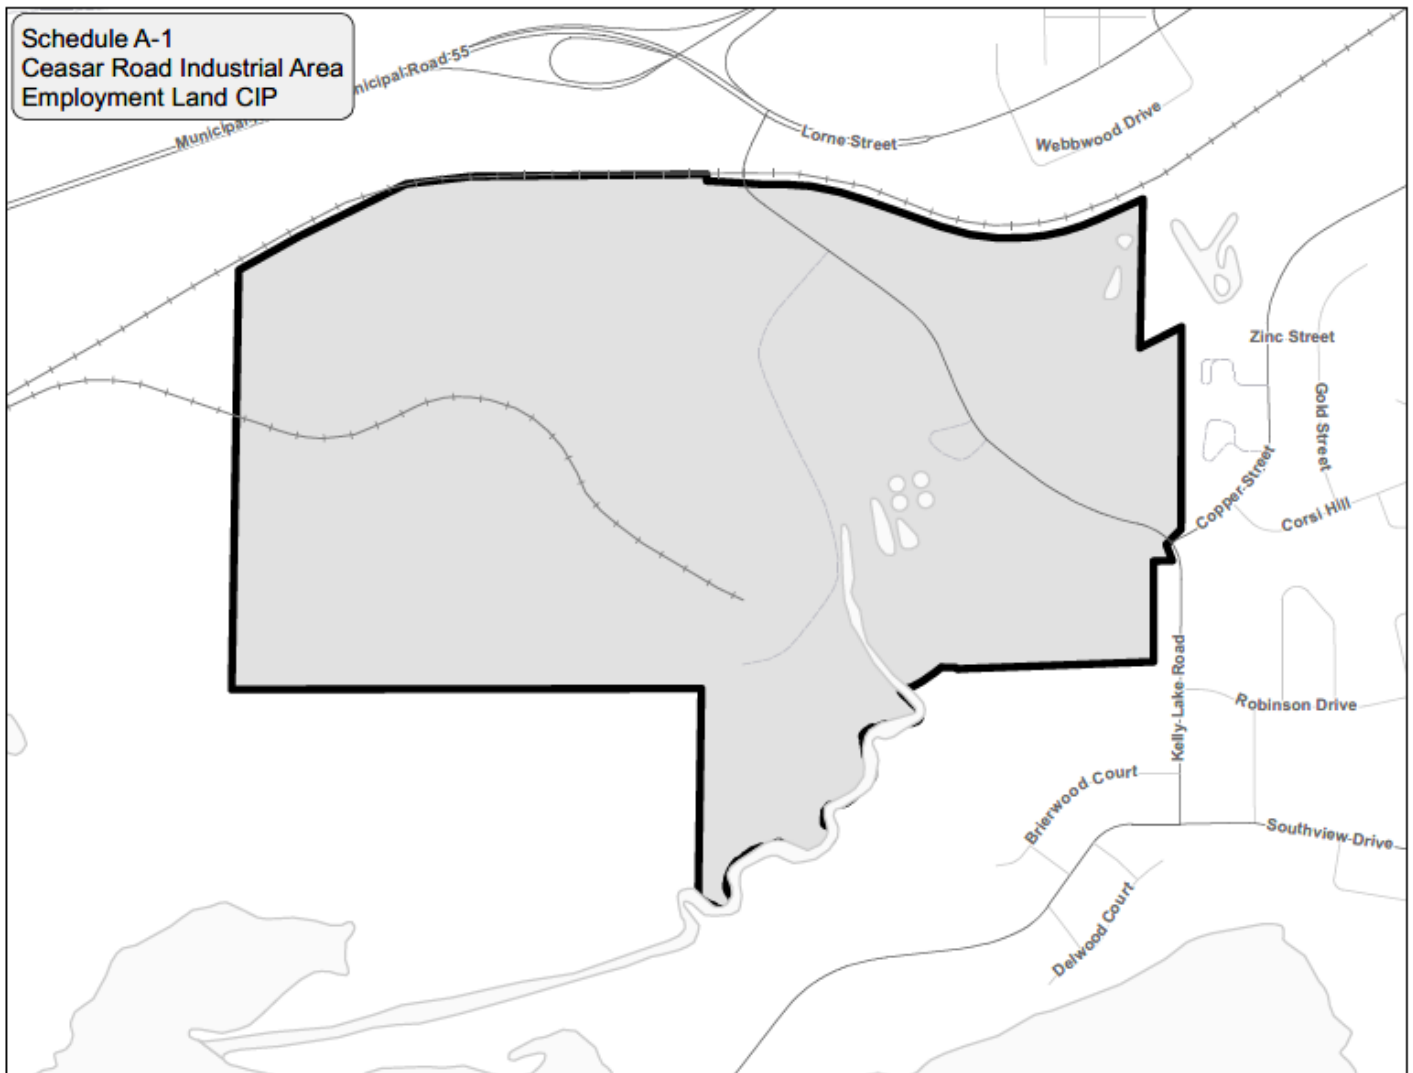 Schedule A-1
Ceasar Road Industrial Area
Employment Land CIP
Municipal
nicipal Road 55
Lorne Street
Webbwood Drive
Zinc Street
Gold Street
Copper Street
Corsi Hill
Kelly Lake Road
Robinson Drive
Brierwood Court
Southview Drive
Delwood Court